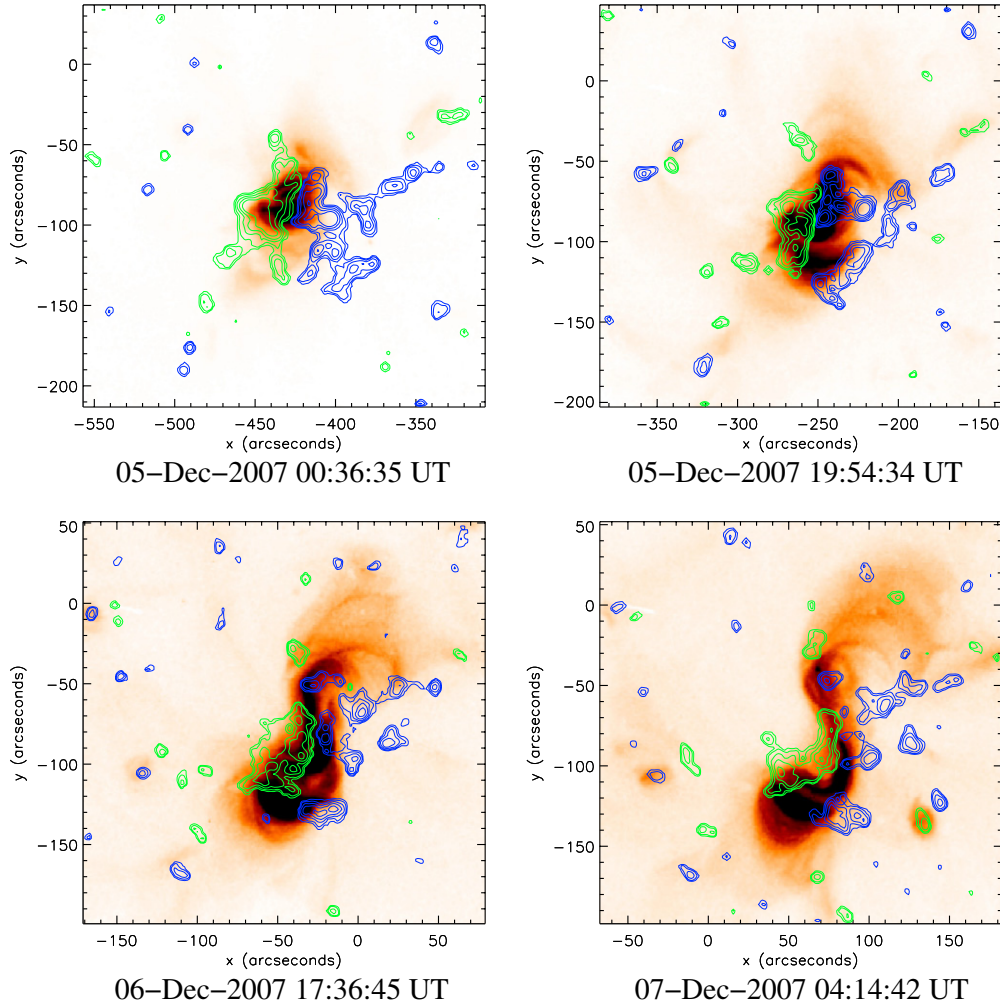 0
−50
−100
−150
−200
y (arcseconds)
−550 −500 −450 −400 −350
x (arcseconds)
05−Dec−2007 00:36:35 UT
0
−50
−100
−150
−200
y (arcseconds)
−350 −300 −250 −200 −150
x (arcseconds)
05−Dec−2007 19:54:34 UT
50
0
−50
−100
−150
y (arcseconds)
−150 −100 −50 0 50
x (arcseconds)
06−Dec−2007 17:36:45 UT
50
0
−50
−100
−150
y (arcseconds)
−50 0 50 100 150
x (arcseconds)
07−Dec−2007 04:14:42 UT